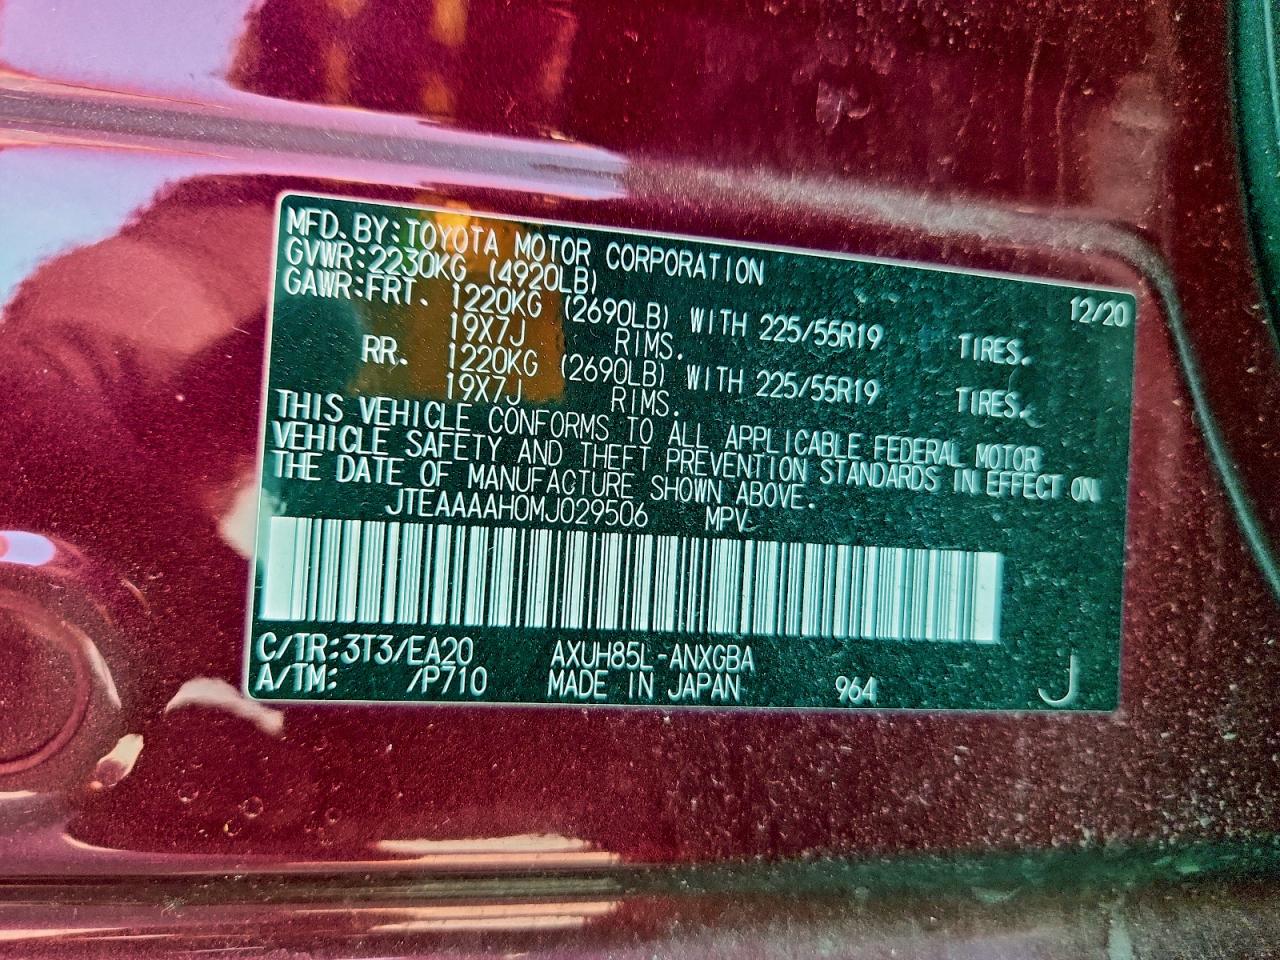 MFD. BY: TOYOTA MOTOR CORPORATION 12/20
GVWR: 2230KG (4920LB)
GAWR: FRT. 1220KG (2690LB) WITH 225/55R19 TIRES.
19X7J RIMS.
RR. 1220KG (2690LB) WITH 225/55R19 TIRES.
19X7J RIMS.
THIS VEHICLE CONFORMS TO ALL APPLICABLE FEDERAL MOTOR
VEHICLE SAFETY AND THEFT PREVENTION STANDARDS IN EFFECT ON
THE DATE OF MANUFACTURE SHOWN ABOVE.
JTEAAAAH0MJ029506 MPV
C/TR:3T3/EA20 AXUH85L-ANXGBA
A/TM: /P710 MADE IN JAPAN 964 J